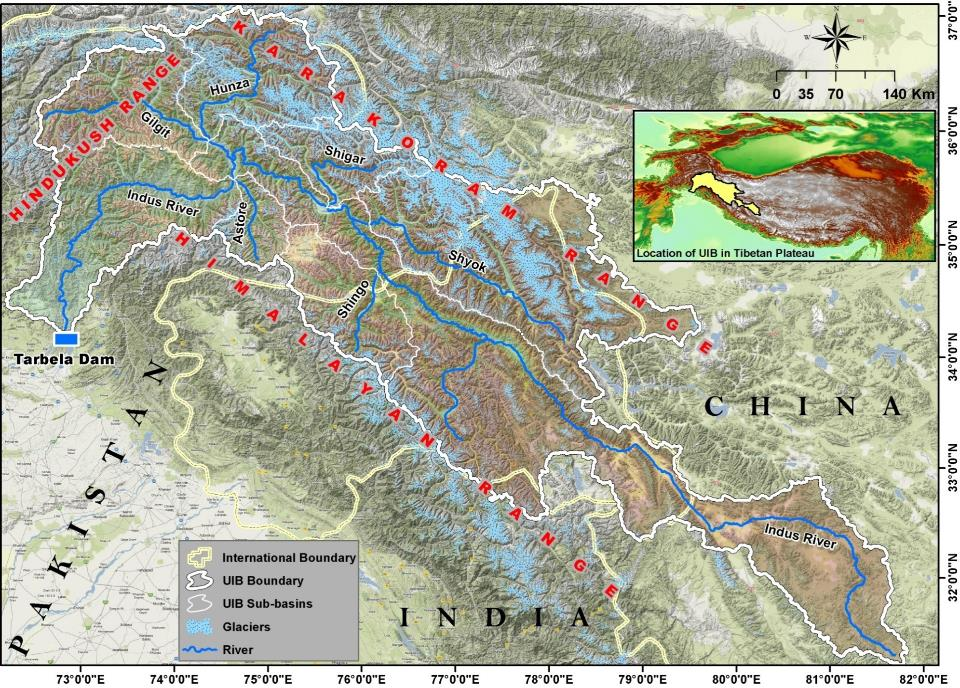 37°0'0"
N
W
E
S
0 35 70 140 Km
KARAKORAM RANGE
HINDUKUSH RANGE
Hunza
Gilgit
36°0'0"N
Shigar
Indus River
Astore
35°0'0"N
Location of UIB in Tibetan Plateau
HIMALAYAN RANGE
Shyok
Shingo
Tarbela Dam
34°0'0"N
CHINA
PAKISTAN
33°0'0"N
Indus River
32°0'0"N
INDIA
International Boundary
UIB Boundary
UIB Sub-basins
Glaciers
River
73°0'0"E 74°0'0"E 75°0'0"E 76°0'0"E 77°0'0"E 78°0'0"E 79°0'0"E 80°0'0"E 81°0'0"E 82°0'0"E